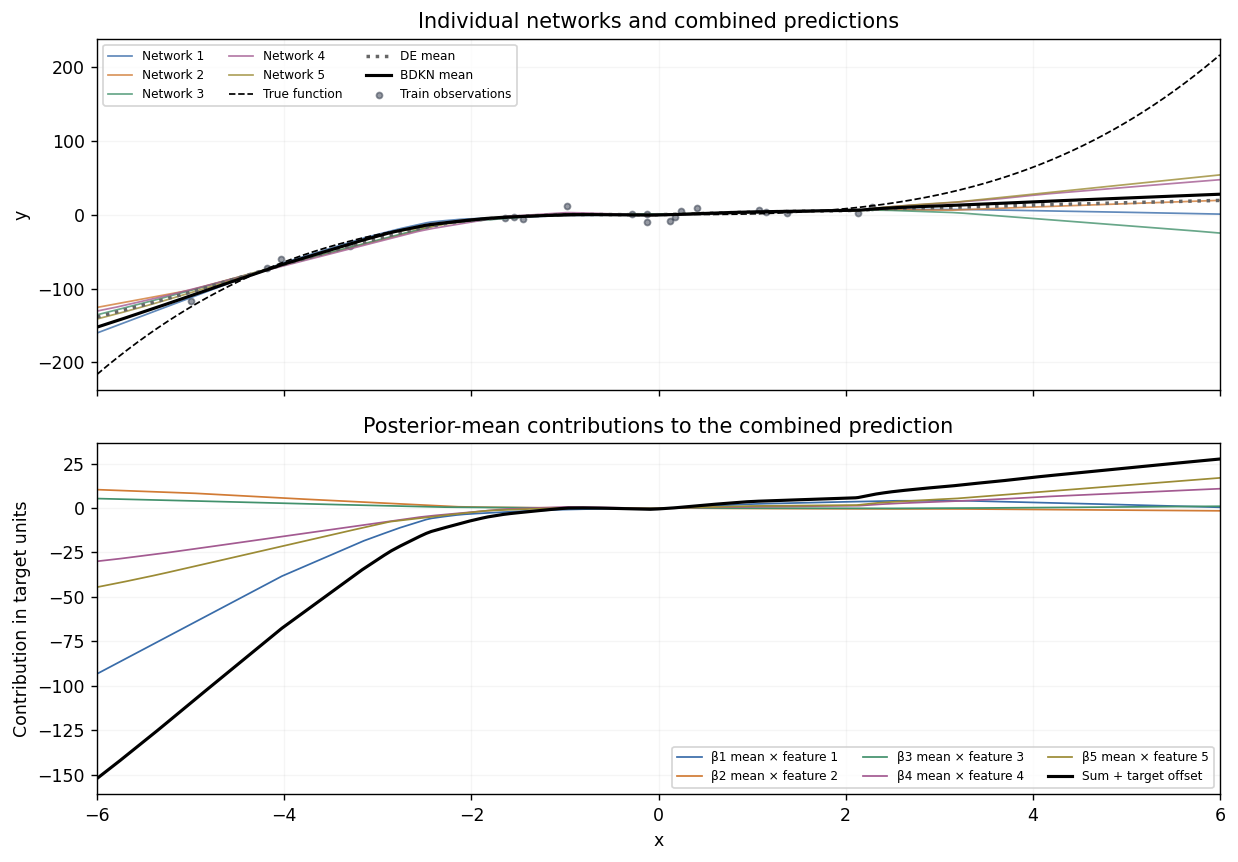 Individual networks and combined predictions
Network 1 Network 4 DE mean
Network 2 Network 5 BDKN mean
Network 3 True function Train observations
y
200
100
0
−100
−200
Posterior-mean contributions to the combined prediction
Contribution in target units
25
0
−25
−50
−75
−100
−125
−150
β1 mean × feature 1 β3 mean × feature 3 β5 mean × feature 5
β2 mean × feature 2 β4 mean × feature 4 Sum + target offset
−6 −4 −2 0 2 4 6
x